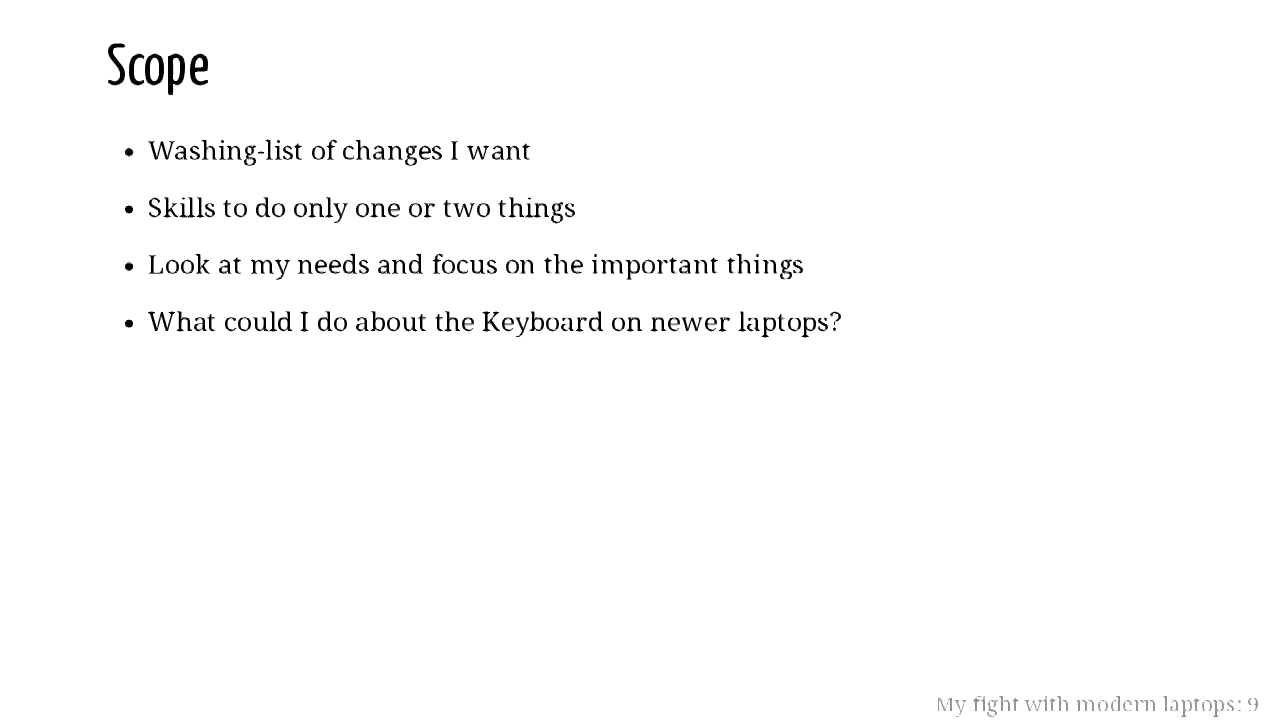 Scope
• Washing-list of changes I want
• Skills to do only one or two things
• Look at my needs and focus on the important things
• What could I do about the Keyboard on newer laptops?
My fight with modern laptops: 9